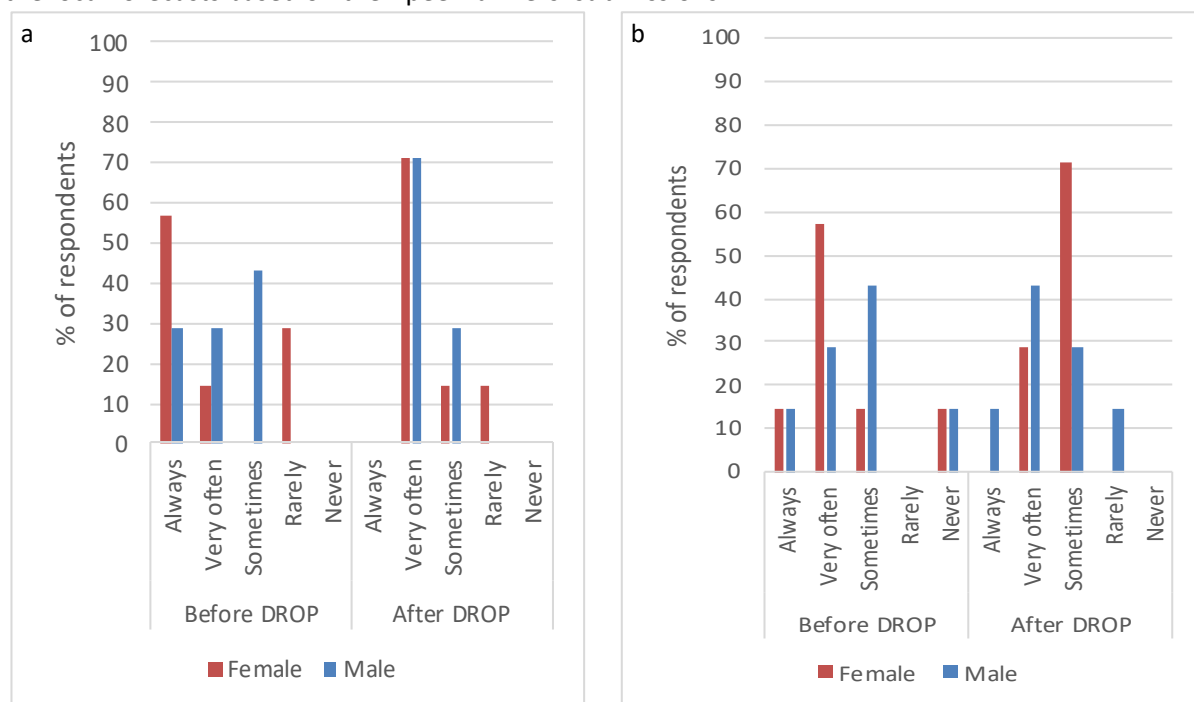 a
100
90
80
70
60
50
40
30
20
10
0
% of respondents
Always
Very often
Sometimes
Rarely
Never
Always
Very often
Sometimes
Rarely
Never
Before DROP
After DROP
Female
Male
b
100
90
80
70
60
50
40
30
20
10
0
% of respondents
Always
Very often
Sometimes
Rarely
Never
Always
Very often
Sometimes
Rarely
Never
Before DROP
After DROP
Female
Male